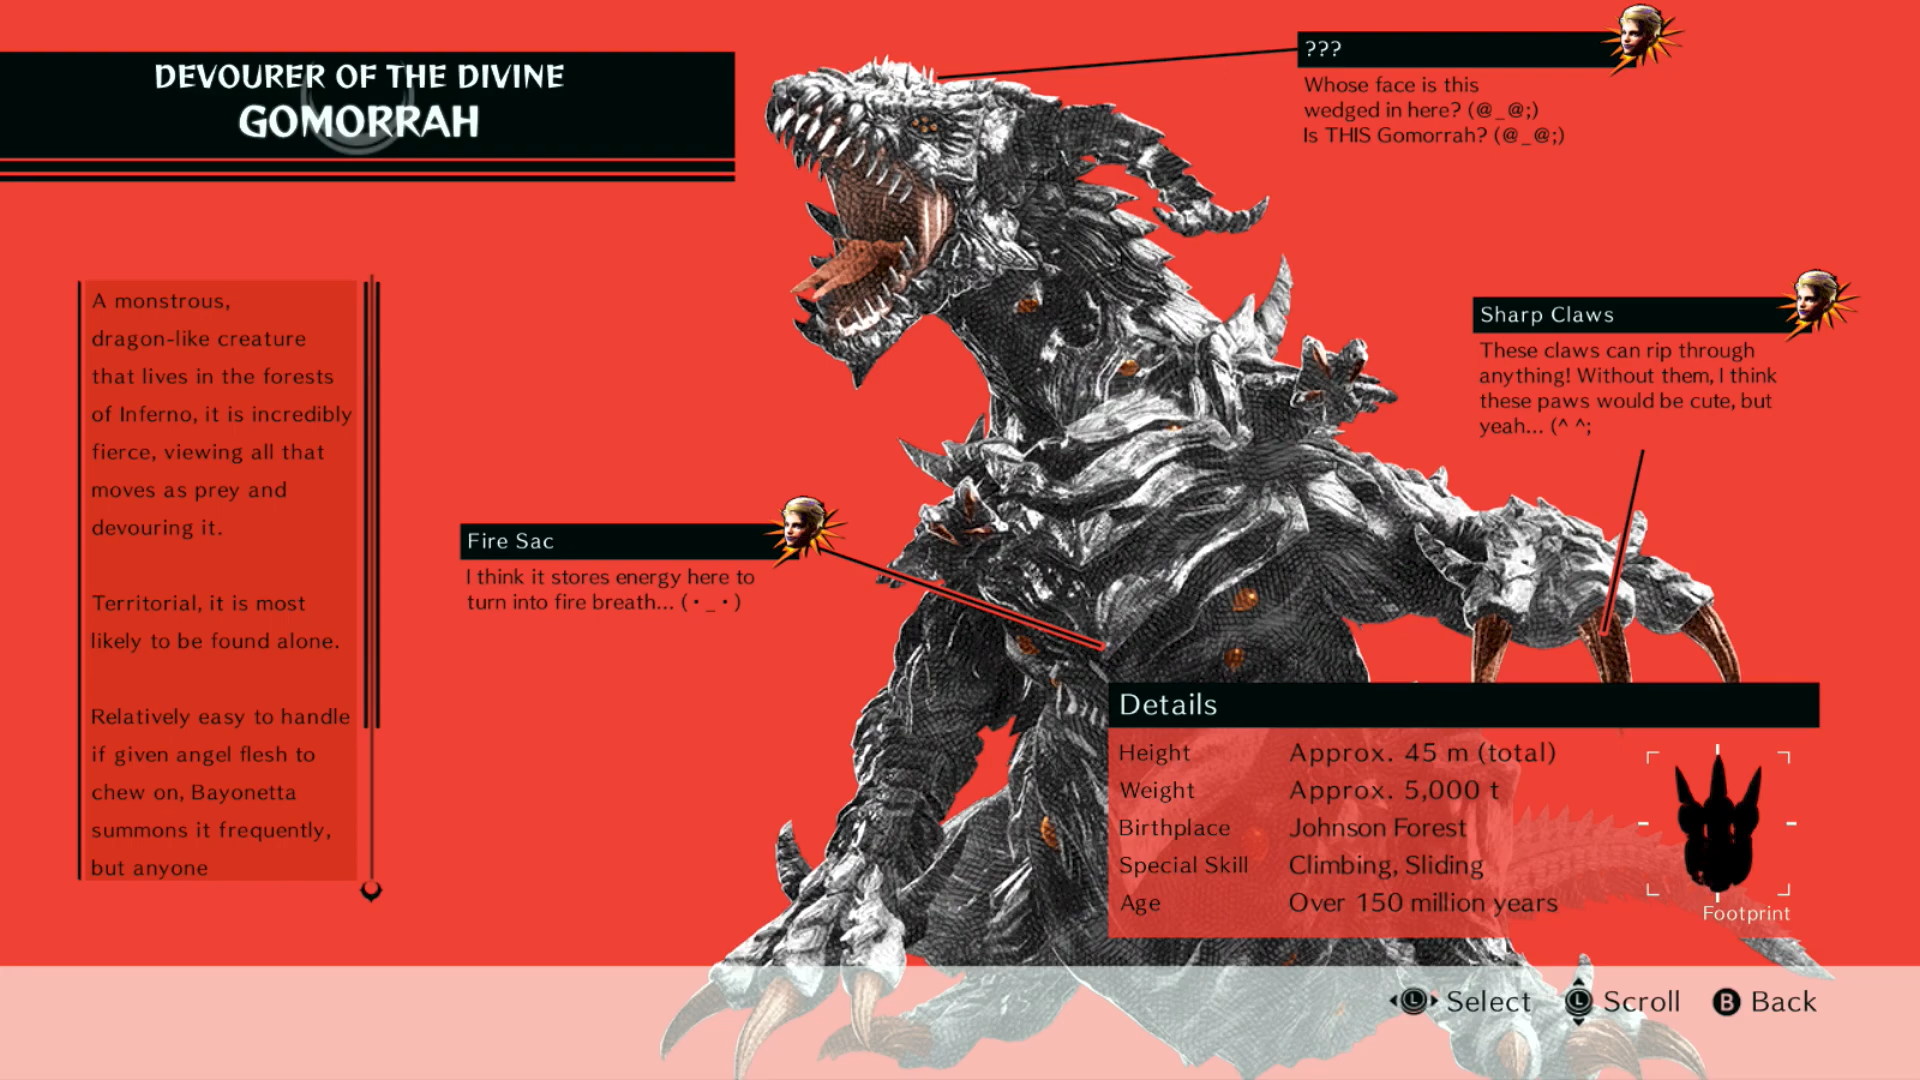 DEVOURER OF THE DIVINE
GOMORRAH
???
Whose face is this
wedged in here? (@_@;)
Is THIS Gomorrah? (@_@;)
A monstrous,
dragon-like creature
that lives in the forests
of Inferno, it is incredibly
fierce, viewing all that
moves as prey and
devouring it.
Territorial, it is most
likely to be found alone.
Relatively easy to handle
if given angel flesh to
chew on, Bayonetta
summons it frequently,
but anyone
Sharp Claws
These claws can rip through
anything! Without them, I think
these paws would be cute, but
yeah... (^ ^;
Fire Sac
I think it stores energy here to
turn into fire breath... (・_・)
Details
Height Approx. 45 m (total)
Weight Approx. 5,000 t
Birthplace Johnson Forest
Special Skill Climbing, Sliding
Age Over 150 million years
Footprint
L Select L Scroll B Back